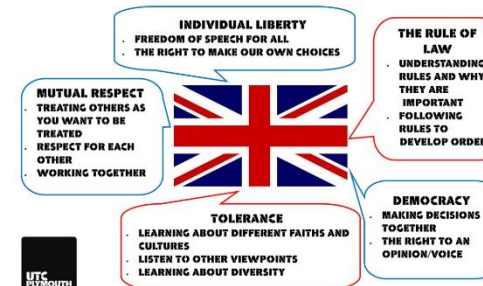 INDIVIDUAL LIBERTY
. FREEDOM OF SPEECH FOR ALL
. THE RIGHT TO MAKE OUR OWN CHOICES
THE RULE OF
LAW
. UNDERSTANDING
RULES AND WHY
THEY ARE
IMPORTANT
. FOLLOWING
RULES TO
DEVELOP ORDER
MUTUAL RESPECT
. TREATING OTHERS AS
YOU WANT TO BE
TREATED
. RESPECT FOR EACH
OTHER
. WORKING TOGETHER
DEMOCRACY
. MAKING DECISIONS
TOGETHER
. THE RIGHT TO AN
OPINION/VOICE
TOLERANCE
. LEARNING ABOUT DIFFERENT FAITHS AND
CULTURES
. LISTEN TO OTHER VIEWPOINTS
. LEARNING ABOUT DIVERSITY
UTC
PLYMOUTH